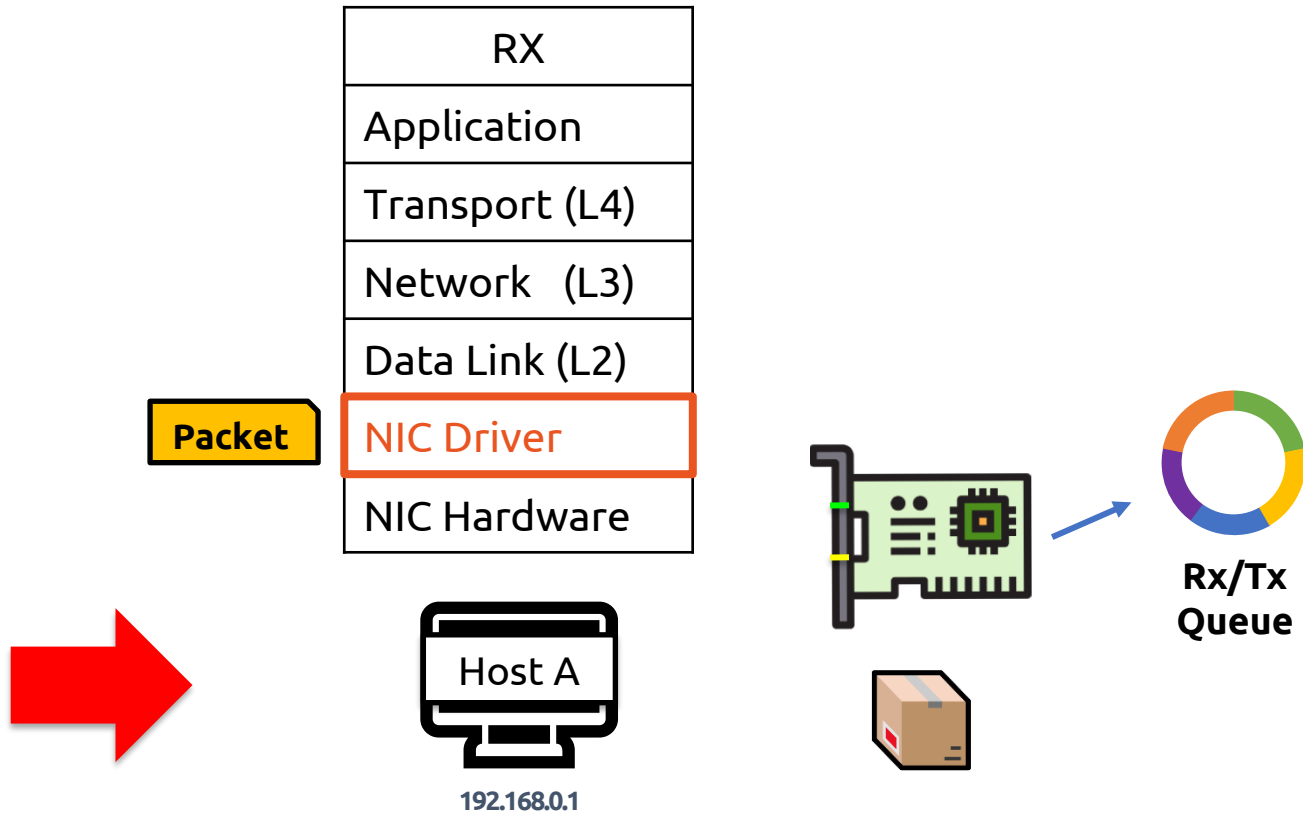 RX
Application
Transport (L4)
Network (L3)
Data Link (L2)
Packet
NIC Driver
NIC Hardware
Rx/Tx
Queue
Host A
192.168.0.1